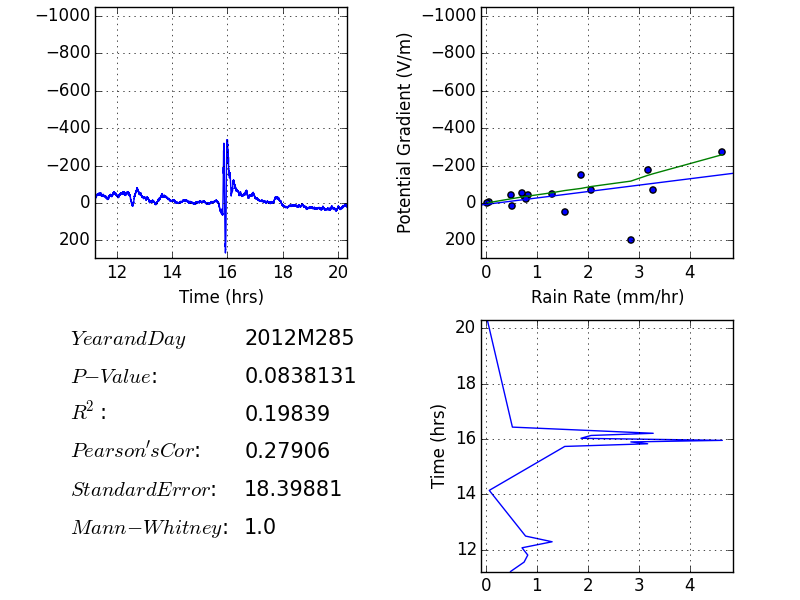 −1000
−800
−600
−400
−200
0
200
12 14 16 18 20
Time (hrs)
Potential Gradient (V/m)
−1000
−800
−600
−400
−200
0
200
0 1 2 3 4
Rain Rate (mm/hr)
YearandDay 2012M285
P−Value: 0.0838131
R²: 0.19839
Pearson'sCor: 0.27906
StandardError: 18.39881
Mann−Whitney: 1.0
Time (hrs)
20
18
16
14
12
0 1 2 3 4